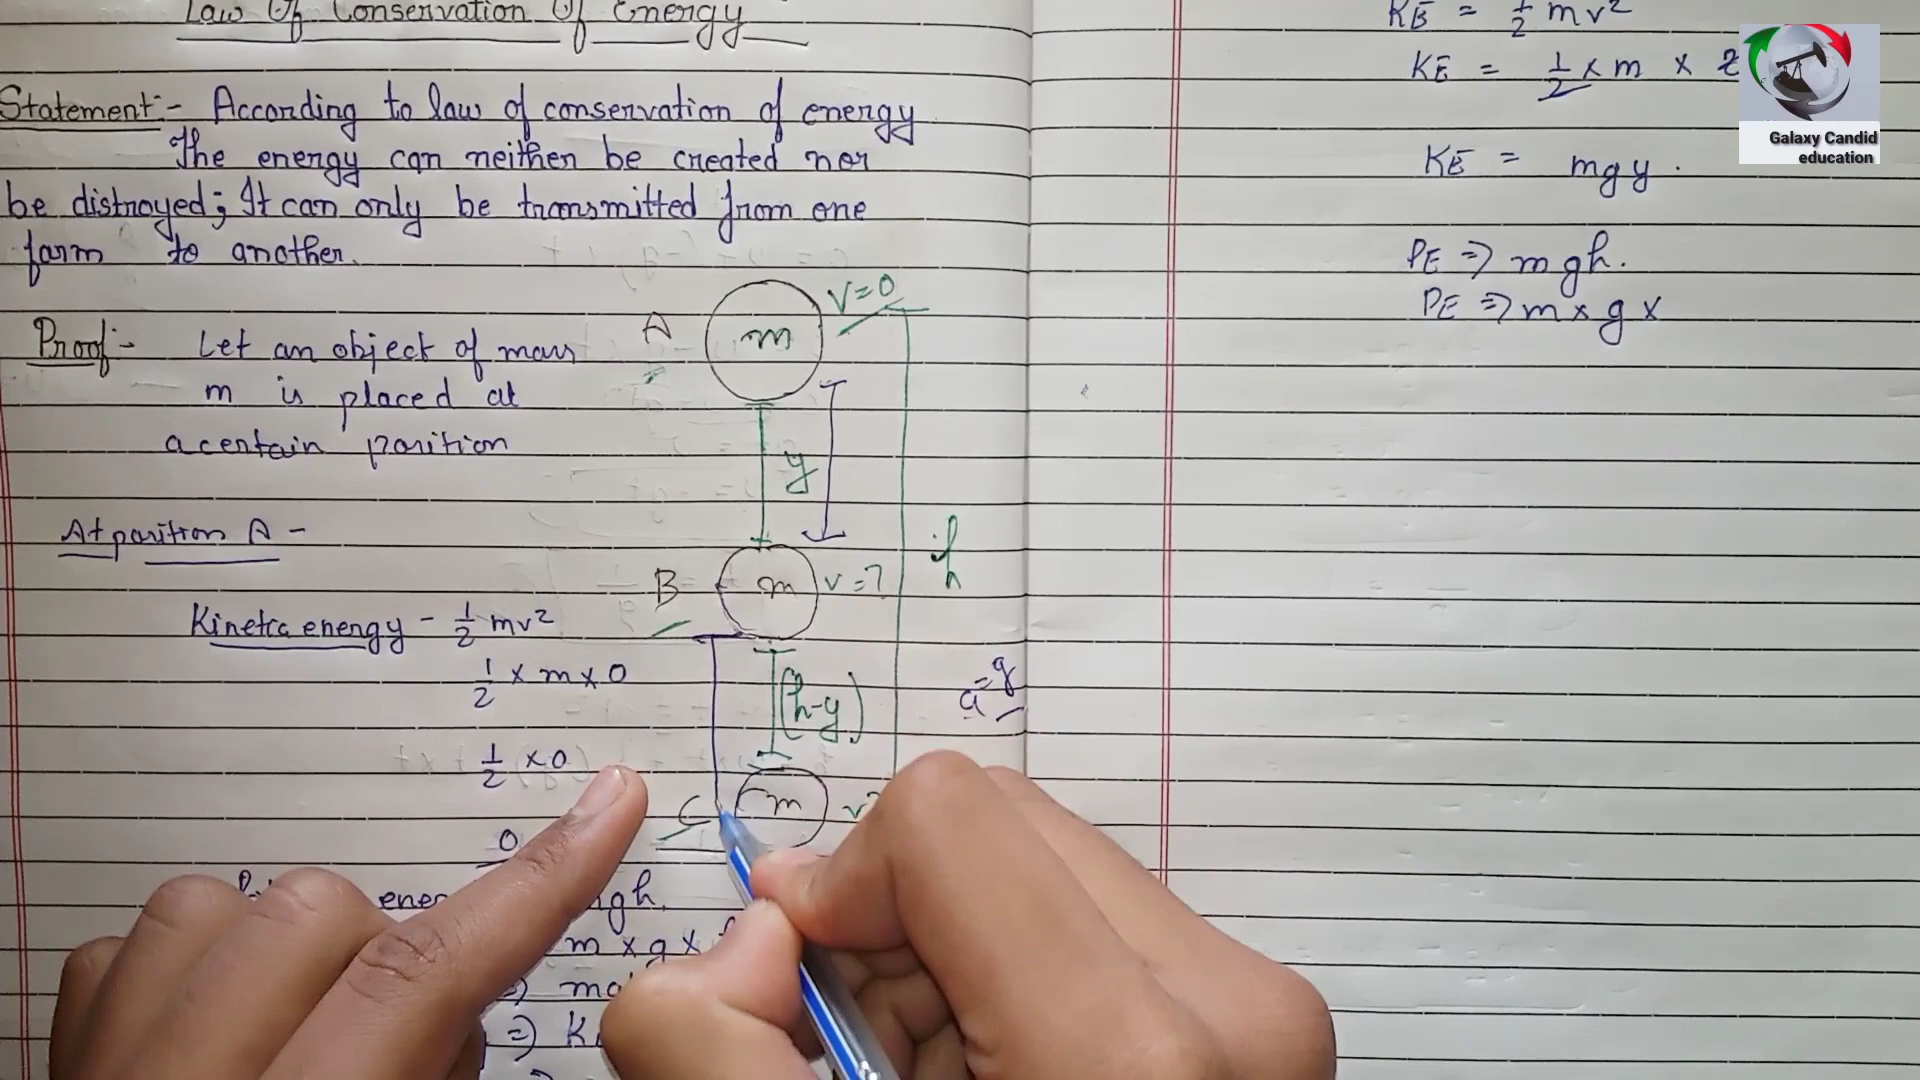 Law Of Conservation Of Energy
Statement:- According to law of conservation of energy
The energy can neither be created nor
be distroyed; It can only be transmitted from one
form to another.
Proof:- Let an object of mass
m is placed at
a certain position
At position A -
Kinetic energy - 1/2 mv²
1/2 × m × 0
1/2 × 0
0
gh.
m × g ×
A
m
V=0
y
h
B
m
v=?
(h-y)
a=g
C
m
KE = 1/2 mv²
KE = 1/2 × m ×
KE = mgy.
PE => mgh.
PE => m × g ×
Galaxy Candid
education